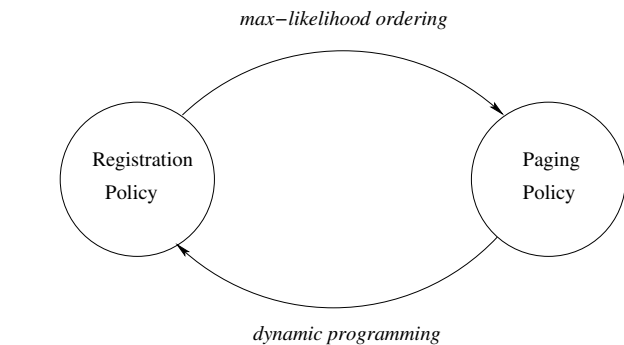 max−likelihood ordering
Registration
Policy
Paging
Policy
dynamic programming